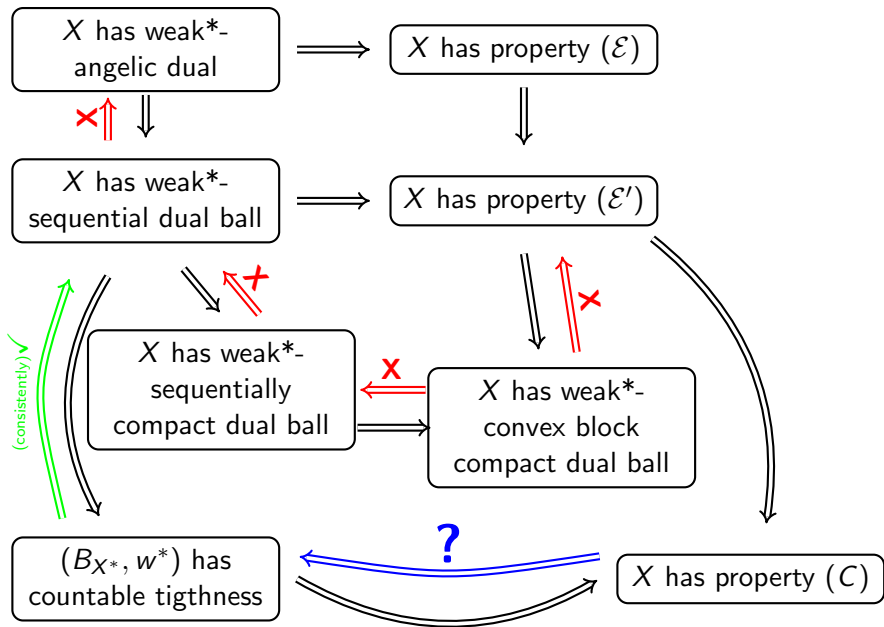 X has weak*-
angelic dual
X has property (ℰ)
x
X has weak*-
sequential dual ball
X has property (ℰ′)
x
x
(consistently)✓
X has weak*-
sequentially
compact dual ball
x
X has weak*-
convex block
compact dual ball
?
(B_{X*}, w*) has
countable tigthness
X has property (C)